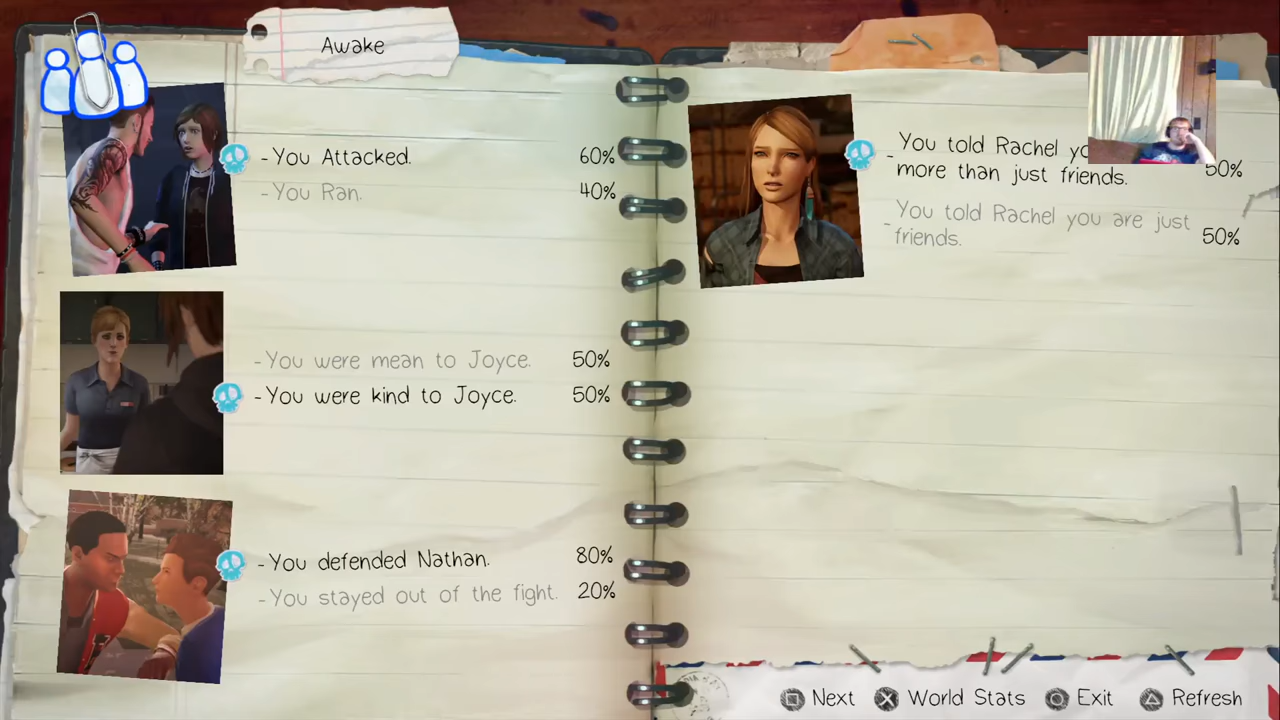 Awake
-You Attacked. 60%
-You Ran. 40%
-You were mean to Joyce. 50%
-You were kind to Joyce. 50%
-You defended Nathan. 80%
-You stayed out of the fight. 20%
-You told Rachel
more than just friends. 50%
-You told Rachel you are just
friends. 50%
Next World Stats Exit Refresh